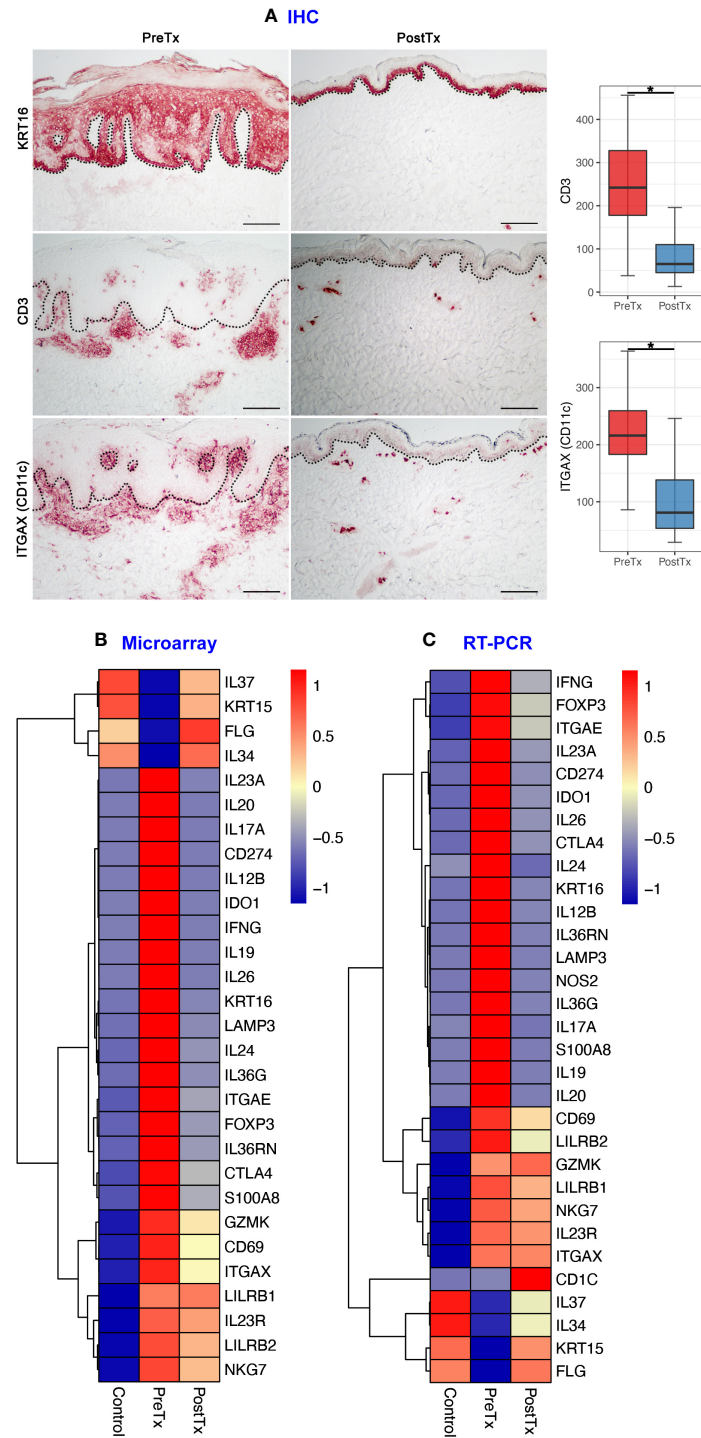 A IHC
PreTx
PostTx
KRT16
CD3
ITGAX (CD11c)
*
CD3
400
300
200
100
0
PreTx PostTx
*
ITGAX (CD11c)
300
200
100
PreTx PostTx
B Microarray
IL37
KRT15
FLG
IL34
IL23A
IL20
IL17A
CD274
IL12B
IDO1
IFNG
IL19
IL26
KRT16
LAMP3
IL24
IL36G
ITGAE
FOXP3
IL36RN
CTLA4
S100A8
GZMK
CD69
ITGAX
LILRB1
IL23R
LILRB2
NKG7
1
0.5
0
−0.5
−1
Control
PreTx
PostTx
C RT-PCR
IFNG
FOXP3
ITGAE
IL23A
CD274
IDO1
IL26
CTLA4
IL24
KRT16
IL12B
IL36RN
LAMP3
NOS2
IL36G
IL17A
S100A8
IL19
IL20
CD69
LILRB2
GZMK
LILRB1
NKG7
IL23R
ITGAX
CD1C
IL37
IL34
KRT15
FLG
1
0.5
0
−0.5
−1
Control
PreTx
PostTx